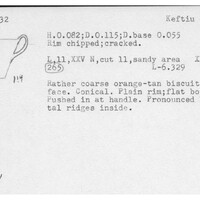 32 Keftiu
H.0.082;D.0.115;D.base 0.055
Rim chipped;cracked.
L,11,XXV N,cut 11,sandy area X
265 L-6.329
Rather coarse orange-tan biscuit
face. Conical. Plain rim;flat bo
Pushed in at handle. Pronounced
tal ridges inside.